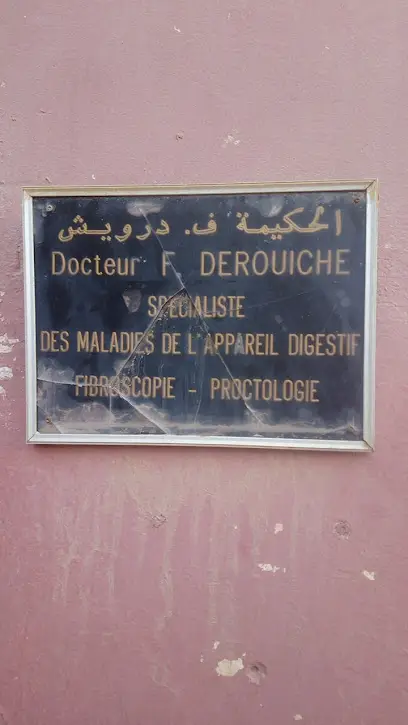 الحكيمة ف. درويش
Docteur F DEROUICHE
SPECIALISTE
DES MALADIES DE L'APPAREIL DIGESTIF
FIBROSCOPIE - PROCTOLOGIE